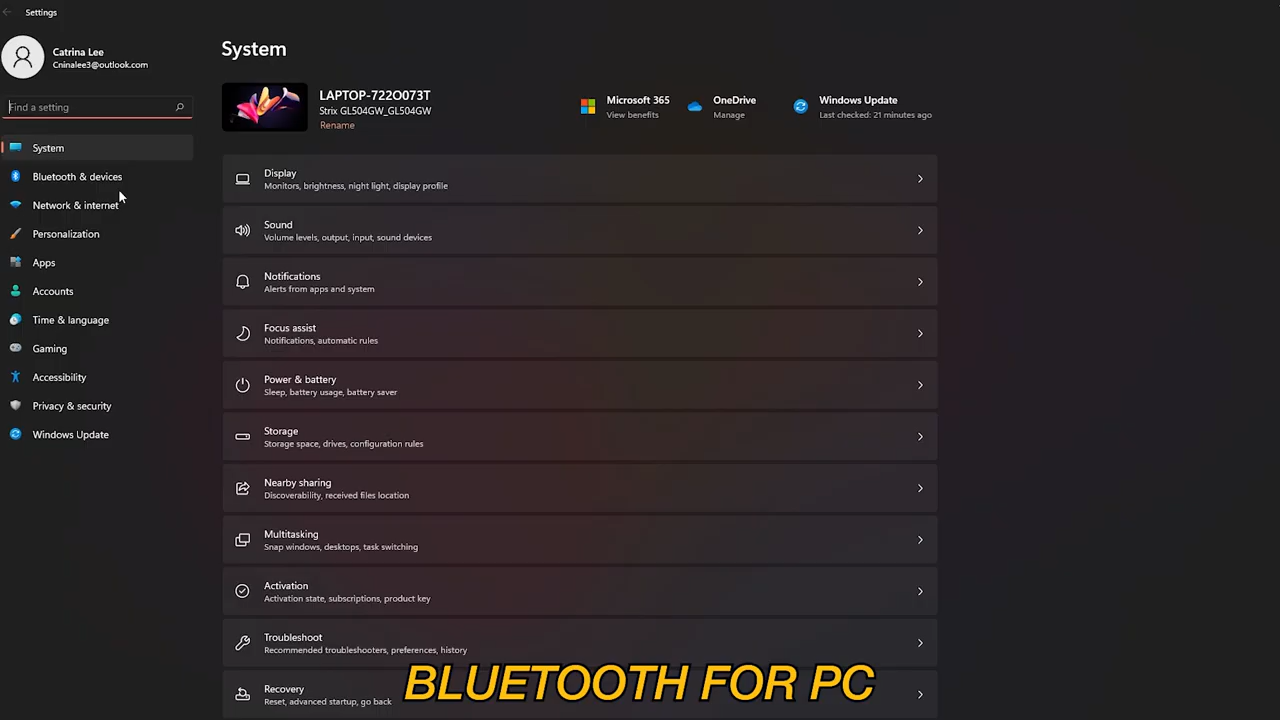 Settings
Catrina Lee
Cninalee3@outlook.com
Find a setting
System
Bluetooth & devices
Network & internet
Personalization
Apps
Accounts
Time & language
Gaming
Accessibility
Privacy & security
Windows Update
System
LAPTOP-722O073T
Strix GL504GW_GL504GW
Rename
Microsoft 365
View benefits
OneDrive
Manage
Windows Update
Last checked: 21 minutes ago
Display
Monitors, brightness, night light, display profile
Sound
Volume levels, output, input, sound devices
Notifications
Alerts from apps and system
Focus assist
Notifications, automatic rules
Power & battery
Sleep, battery usage, battery saver
Storage
Storage space, drives, configuration rules
Nearby sharing
Discoverability, received files location
Multitasking
Snap windows, desktops, task switching
Activation
Activation state, subscriptions, product key
Troubleshoot
Recommended troubleshooters, preferences, history
Recovery
Reset, advanced startup, go back
BLUETOOTH FOR PC